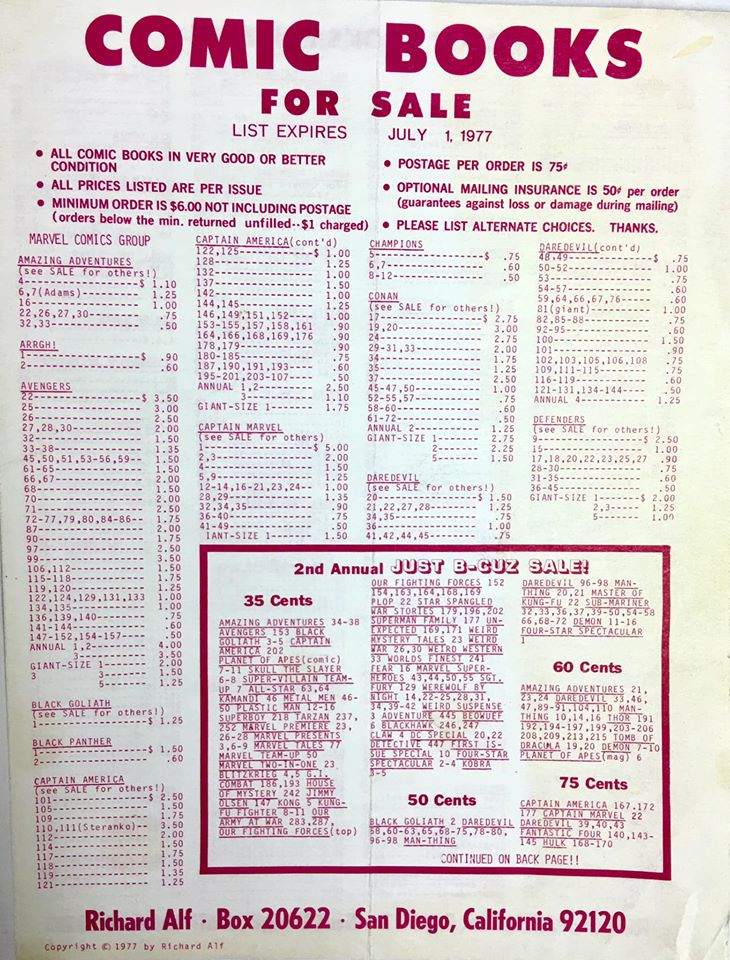 COMIC BOOKS
FOR SALE
LIST EXPIRES JULY 1, 1977
• ALL COMIC BOOKS IN VERY GOOD OR BETTER
CONDITION
• ALL PRICES LISTED ARE PER ISSUE
• MINIMUM ORDER IS $6.00 NOT INCLUDING POSTAGE
(orders below the min. returned unfilled--$1 charged)
• POSTAGE PER ORDER IS 75¢
• OPTIONAL MAILING INSURANCE IS 50¢ per order
(guarantees against loss or damage during mailing)
• PLEASE LIST ALTERNATE CHOICES. THANKS.
MARVEL COMICS GROUP
AMAZING ADVENTURES
(see SALE for others!)
4--------------$ 1.10
6,7(Adams)--------- 1.25
16-------------- 1.00
22,26,27,30-------- .75
32,33------------- .50
ARRGH!
1--------------$ .90
2-------------- .60
AVENGERS
22--------------$ 3.50
25-------------- 3.00
26-------------- 2.50
27,28,30---------- 2.00
32-------------- 1.50
33-38------------ 1.35
45,50,51,53-56,59-- 1.50
61-65------------ 1.50
66,67------------ 2.00
68-------------- 1.50
70-------------- 2.00
71-------------- 2.50
72-77,79,80,84-86-- 1.75
87-------------- 2.00
90-------------- 2.00
97-------------- 2.50
99-------------- 3.50
106,112---------- 1.50
115-118---------- 1.75
119,120---------- 1.25
122,124,129,131,133 1.00
134,135---------- 1.00
136,139,140-------- .75
141-144---------- .60
147-152,154-157---- .50
ANNUAL 1,2-------- 4.00
3-------- 3.50
GIANT-SIZE 1------ 2.00
3 3------ 1.50
5------ 1.25
BLACK GOLIATH
(see SALE for others!)
1--------------$ 1.25
BLACK PANTHER
1--------------$ 1.50
2-------------- .60
CAPTAIN AMERICA
(see SALE for others!)
101--------------$ 2.50
105-------------- 1.50
109-------------- 1.75
110,111(Steranko)--- 3.50
112-------------- 2.00
114-------------- 1.50
117-------------- 1.75
118-------------- 1.50
119-------------- 1.35
121-------------- 1.25
CAPTAIN AMERICA(cont'd)
122,125----------$ 1.00
128-------------- 1.25
132-------------- 1.00
137-------------- 1.50
142-------------- 1.00
144,145---------- 1.25
146,149,151,152---- 1.00
153-155,157,158,161 .90
164,166,168,169,176 .90
178,179---------- .90
180-185---------- .75
187,190,191,193---- .60
195-201,203-107---- .50
ANNUAL 1,2-------- 2.50
3-------- 1.10
GIANT-SIZE 1------ 1.75
CAPTAIN MARVEL
(see SALE for others)
1--------------$ 5.00
2,3-------------- 2.00
4-------------- 1.50
5,9-------------- 1.25
12-14,16-21,23,24-- 1.00
28,29------------ 1.35
32,34,35---------- .90
36-40------------ .75
41-49------------ .50
IANT-SIZE 1------ 1.50
CHAMPIONS
5--------------$ .75
6,7-------------- .60
8-12------------- .50
CONAN
(see SALE for others!)
17--------------$ 2.75
19,20------------ 3.00
24-------------- 2.75
29-31,33---------- 2.00
34-------------- 1.75
35-------------- 1.25
37-------------- 2.50
45-47,50---------- 1.00
52-55,57---------- .75
58-60------------ .60
61-72------------ .50
ANNUAL 2---------- 1.25
GIANT-SIZE 1------ 2.75
2------ 2.25
5------ 1.50
DAREDEVIL
(see SALE for others)
20--------------$ 1.50
21,22,27,28------ 1.25
34,35------------ .75
36-------------- 1.00
41,42,44,45------ .75
DAREDEVIL(cont'd)
48,49----------$ .75
50-52------------ 1.00
53-------------- .75
54-57------------ .60
59,64,66,67,76---- .60
81(giant)-------- 1.00
82,85-88---------- .75
92-95------------ .60
100-------------- 1.50
101-------------- .90
102,103,105,106,108 .75
109,111-115------ .75
116-119---------- .60
121-131,134-144---- .50
ANNUAL 4---------- 1.25
DEFENDERS
(see SALE for others!)
9--------------$ 2.50
15-------------- 1.00
17,18,20,22,23,25,27 .90
28-30------------ .75
31-35------------ .60
36-45------------ .50
GIANT-SIZE 1------$ 2.00
2,3------ 1.25
5------ 1.00
2nd Annual JUST B-CUZ SALE!
35 Cents
AMAZING ADVENTURES 34-38
AVENGERS 153 BLACK
GOLIATH 3-5 CAPTAIN
AMERICA 202
PLANET OF APES(comic)
7-11 SKULL THE SLAYER
6-8 SUPER-VILLAIN TEAM-
UP 7 ALL-STAR 63,64
KAMANDI 46 METAL MEN 46-
50 PLASTIC MAN 12-16
SUPERBOY 218 TARZAN 237,
252 MARVEL PREMIERE 23,
26-28 MARVEL PRESENTS
3,6-9 MARVEL TALES 77
MARVEL TEAM-UP 50
MARVEL TWO-IN-ONE 23
BLITZKRIEG 4,5 G.I.
COMBAT 186,193 HOUSE
OF MYSTERY 242 JIMMY
OLSEN 147 KONG 5 KUNG-
FU FIGHTER 8-11 OUR
ARMY AT WAR 283,287,
OUR FIGHTING FORCES(top)
OUR FIGHTING FORCES 152
154,163,164,168,169
PLOP 22 STAR SPANGLED
WAR STORIES 179,196,202
SUPERMAN FAMILY 177 UN-
EXPECTED 169,171 WEIRD
MYSTERY TALES 23 WEIRD
WAR 26,30 WEIRD WESTERN
33 WORLDS FINEST 241
FEAR 16 MARVEL SUPER-
HEROES 43,44,50,55 SGT.
FURY 129 WEREWOLF BY
NIGHT 14,22-25,28,31,
34,39-42 WEIRD SUSPENSE
3 ADVENTURE 445 BEOWULF
6 BLACKHAWK 246,247
CLAW 4 DC SPECIAL 20,22
DETECTIVE 447 FIRST IS-
SUE SPECIAL 10 FOUR-STAR
SPECTACULAR 2-4 KOBRA
3-5
50 Cents
BLACK GOLIATH 2 DAREDEVIL
58,60-63,65,68-75,78-80,
96-98 MAN-THING
DAREDEVIL 96-98 MAN-
THING 20,21 MASTER OF
KUNG-FU 22 SUB-MARINER
32,33,36,37,39-50,54-58
66,68-72 DEMON 11-16
FOUR-STAR SPECTACULAR
1
60 Cents
AMAZING ADVENTURES 21,
23,24 DAREDEVIL 33,46,
47,89-91,104,110 MAN-
THING 10,14,16 THOR 191
192,194-197,199,203-206
208,209,213,215 TOMB OF
DRACULA 19,20 DEMON 7-10
PLANET OF APES(mag) 6
75 Cents
CAPTAIN AMERICA 167,172
177 CAPTAIN MARVEL 22
DAREDEVIL 39,40,43
FANTASTIC FOUR 140,143-
145 HULK 168-170
CONTINUED ON BACK PAGE!!
Richard Alf · Box 20622 · San Diego, California 92120
Copyright © 1977 by Richard Alf